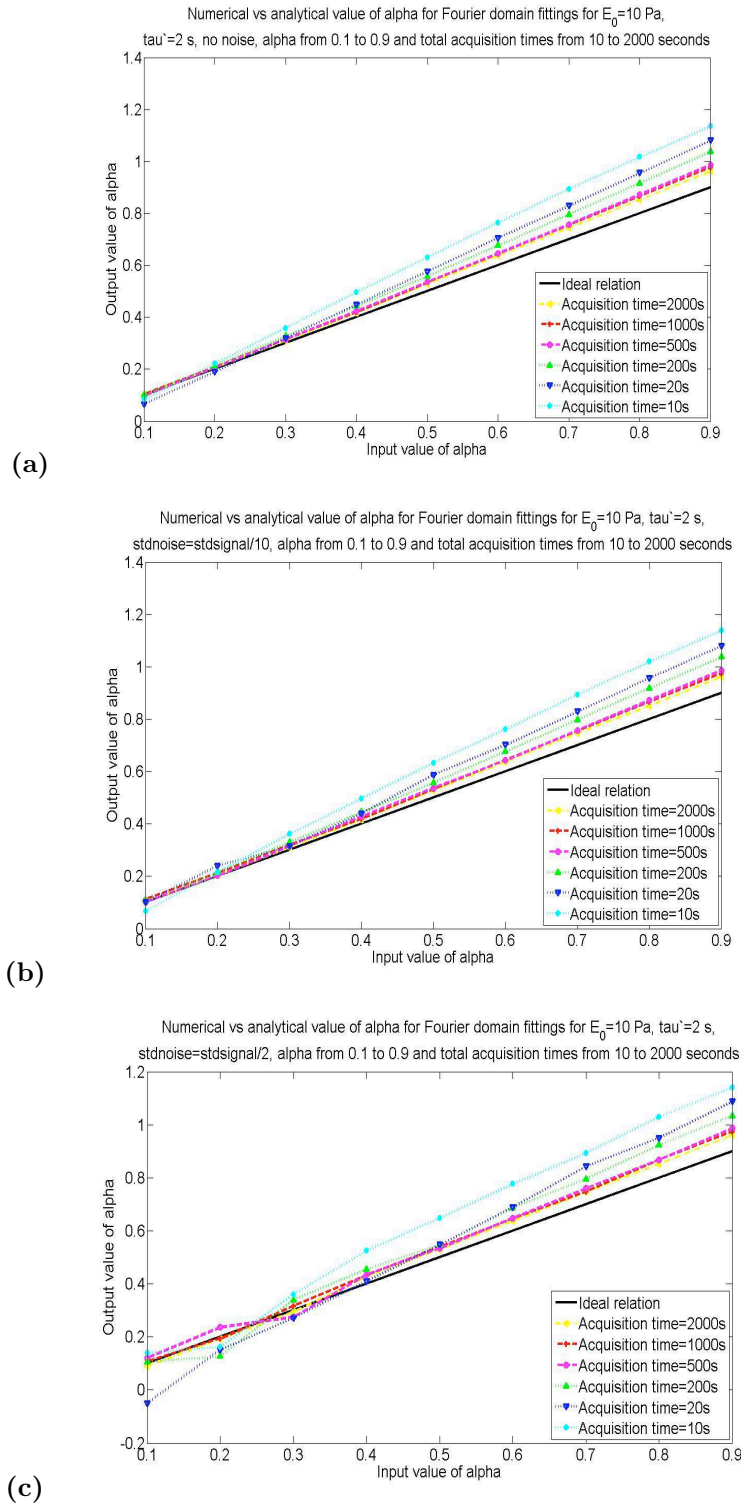 Numerical vs analytical value of alpha for Fourier domain fittings for E_0=10 Pa,
tau`=2 s, no noise, alpha from 0.1 to 0.9 and total acquisition times from 10 to 2000 seconds
1.4
1.2
1
0.8
0.6
0.4
0.2
0
Output value of alpha
Ideal relation
Acquisition time=2000s
Acquisition time=1000s
Acquisition time=500s
Acquisition time=200s
Acquisition time=20s
Acquisition time=10s
0.1 0.2 0.3 0.4 0.5 0.6 0.7 0.8 0.9
Input value of alpha
(a)
Numerical vs analytical value of alpha for Fourier domain fittings for E_0=10 Pa, tau`=2 s,
stdnoise=stdsignal/10, alpha from 0.1 to 0.9 and total acquisition times from 10 to 2000 seconds
1.4
1.2
1
0.8
0.6
0.4
0.2
0
Output value of alpha
Ideal relation
Acquisition time=2000s
Acquisition time=1000s
Acquisition time=500s
Acquisition time=200s
Acquisition time=20s
Acquisition time=10s
0.1 0.2 0.3 0.4 0.5 0.6 0.7 0.8 0.9
Input value of alpha
(b)
Numerical vs analytical value of alpha for Fourier domain fittings for E_0=10 Pa, tau`=2 s,
stdnoise=stdsignal/2, alpha from 0.1 to 0.9 and total acquisition times from 10 to 2000 seconds
1.2
1
0.8
0.6
0.4
0.2
0
-0.2
Output value of alpha
Ideal relation
Acquisition time=2000s
Acquisition time=1000s
Acquisition time=500s
Acquisition time=200s
Acquisition time=20s
Acquisition time=10s
0.1 0.2 0.3 0.4 0.5 0.6 0.7 0.8 0.9
Input value of alpha
(c)